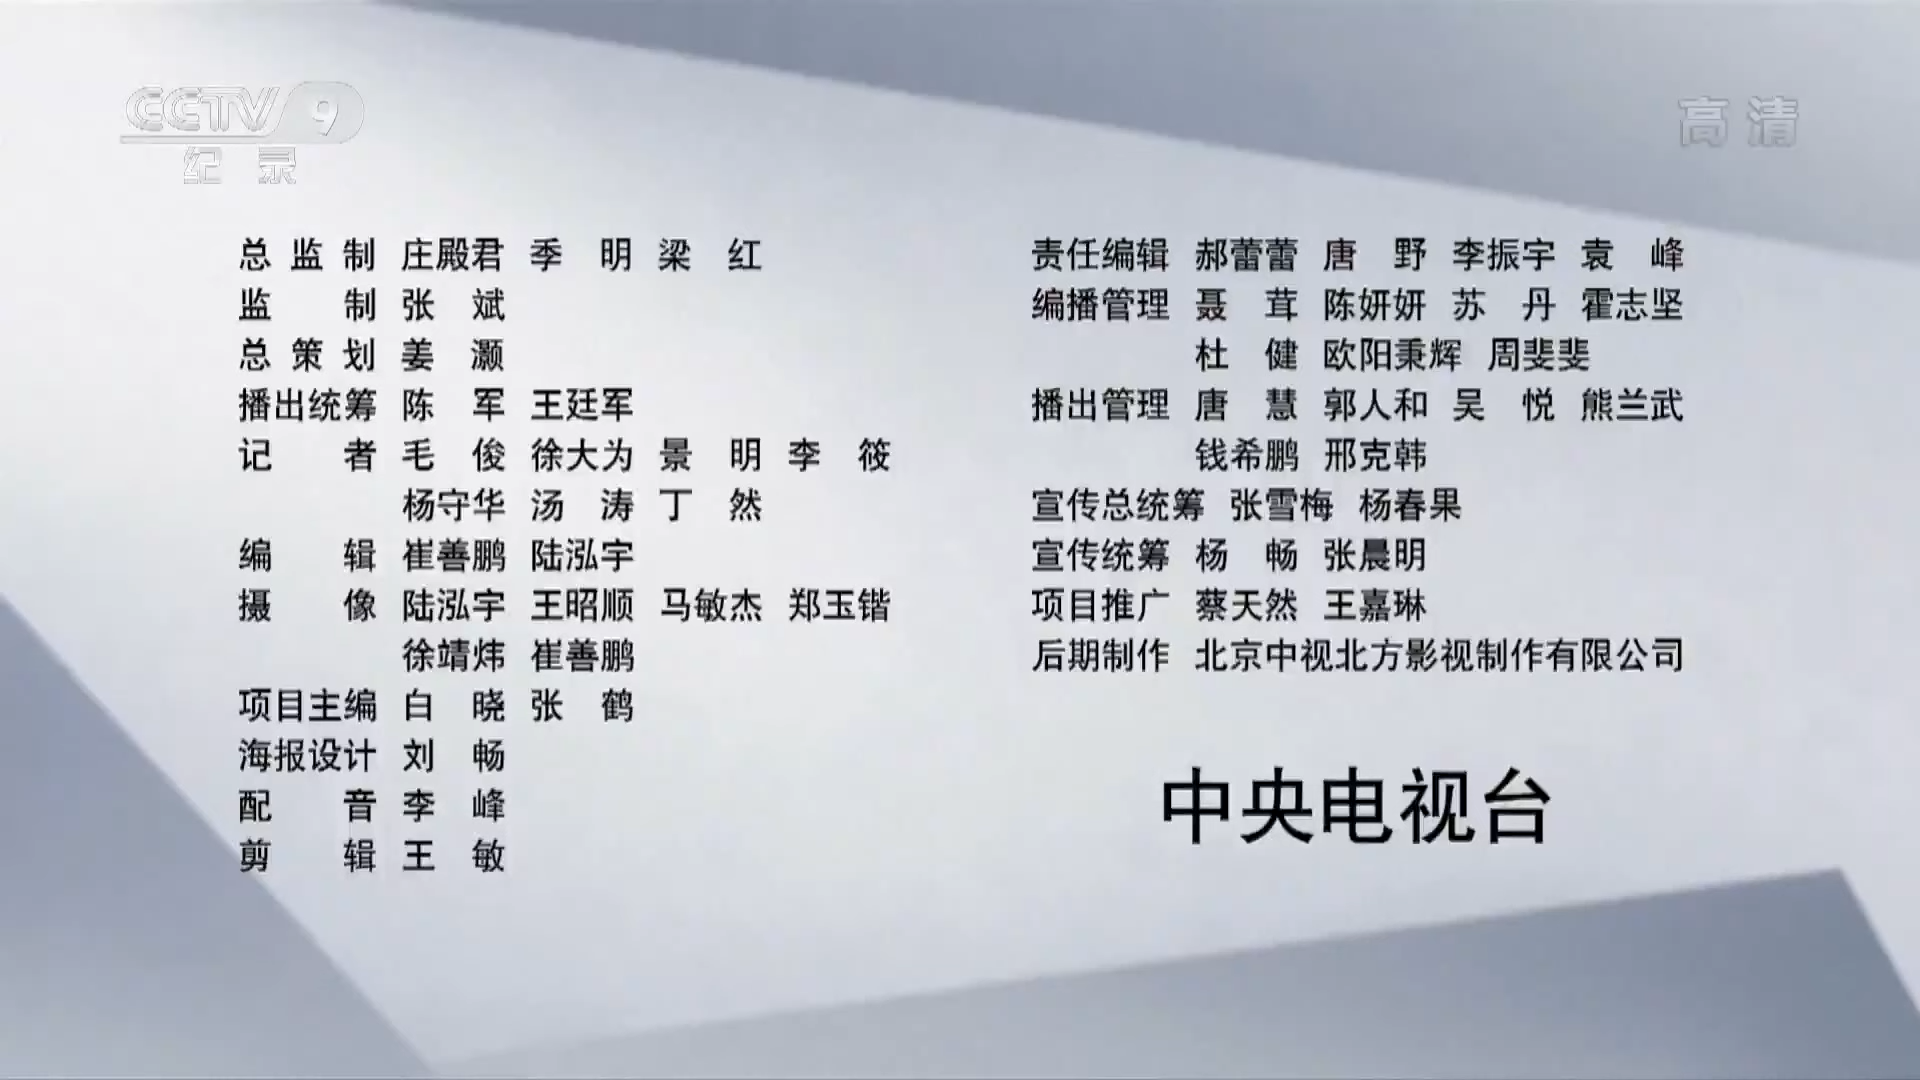 CCTV 9
纪录
高清
总监制 庄殿君 季明 梁红
监制 张斌
总策划 姜灏
播出统筹 陈军 王廷军
记者 毛俊 徐大为 景明 李筱
杨守华 汤涛 丁然
编辑 崔善鹏 陆泓宇
摄像 陆泓宇 王昭顺 马敏杰 郑玉锴
徐靖炜 崔善鹏
项目主编 白晓 张鹤
海报设计 刘畅
配音 李峰
剪辑 王敏
责任编辑 郝蕾蕾 唐野 李振宇 袁峰
编播管理 聂茸 陈妍妍 苏丹 霍志坚
杜健 欧阳秉辉 周斐斐
播出管理 唐慧 郭人和 吴悦 熊兰武
钱希鹏 邢克韩
宣传总统筹 张雪梅 杨春果
宣传统筹 杨畅 张晨明
项目推广 蔡天然 王嘉琳
后期制作 北京中视北方影视制作有限公司
中央电视台